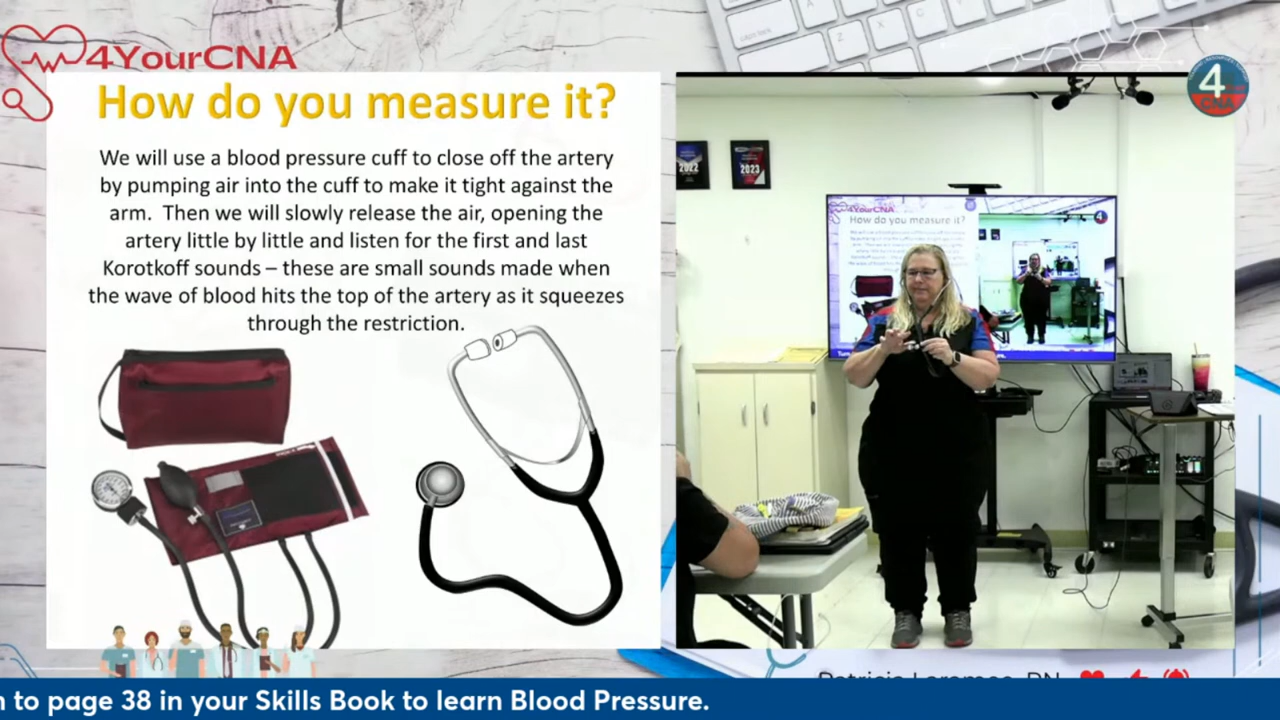 4YourCNA
How do you measure it?
We will use a blood pressure cuff to close off the artery
by pumping air into the cuff to make it tight against the
arm. Then we will slowly release the air, opening the
artery little by little and listen for the first and last
Korotkoff sounds – these are small sounds made when
the wave of blood hits the top of the artery as it squeezes
through the restriction.
4
CNA
2022
2023
4YourCNA
How do you measure it?
to page 38 in your Skills Book to learn Blood Pressure.